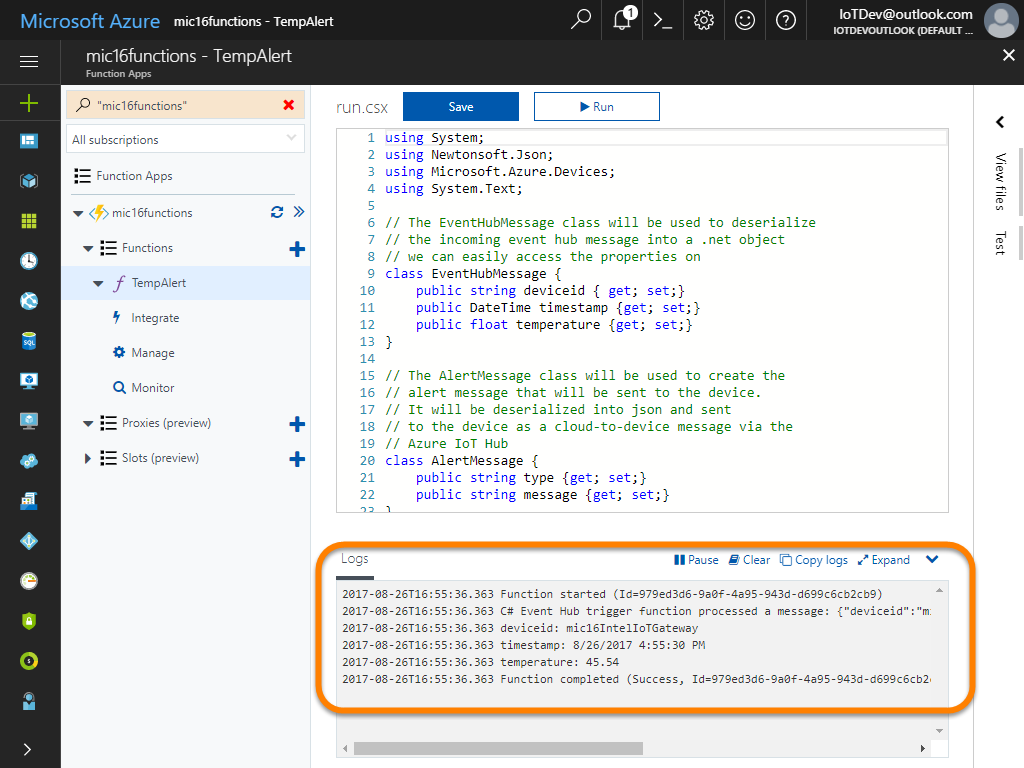 Microsoft Azure mic16functions - TempAlert
1
IoTDev@outlook.com
IOTDEVOUTLOOK (DEFAULT ...
mic16functions - TempAlert
Function Apps
"mic16functions"
All subscriptions
Function Apps
mic16functions
Functions
TempAlert
Integrate
Manage
Monitor
Proxies (preview)
Slots (preview)
run.csx Save Run
1 using System;
2 using Newtonsoft.Json;
3 using Microsoft.Azure.Devices;
4 using System.Text;
5
6 // The EventHubMessage class will be used to deserialize
7 // the incoming event hub message into a .net object
8 // we can easily access the properties on
9 class EventHubMessage {
10 public string deviceid { get; set;}
11 public DateTime timestamp {get; set;}
12 public float temperature {get; set;}
13 }
14
15 // The AlertMessage class will be used to create the
16 // alert message that will be sent to the device.
17 // It will be deserialized into json and sent
18 // to the device as a cloud-to-device message via the
19 // Azure IoT Hub
20 class AlertMessage {
21 public string type {get; set;}
22 public string message {get; set;}
23 }
View files
Test
Logs Pause Clear Copy logs Expand
2017-08-26T16:55:36.363 Function started (Id=979ed3d6-9a0f-4a95-943d-d699c6cb2cb9)
2017-08-26T16:55:36.363 C# Event Hub trigger function processed a message: {"deviceid":"mi
2017-08-26T16:55:36.363 deviceid: mic16IntelIoTGateway
2017-08-26T16:55:36.363 timestamp: 8/26/2017 4:55:30 PM
2017-08-26T16:55:36.363 temperature: 45.54
2017-08-26T16:55:36.363 Function completed (Success, Id=979ed3d6-9a0f-4a95-943d-d699c6cb2c
SQL